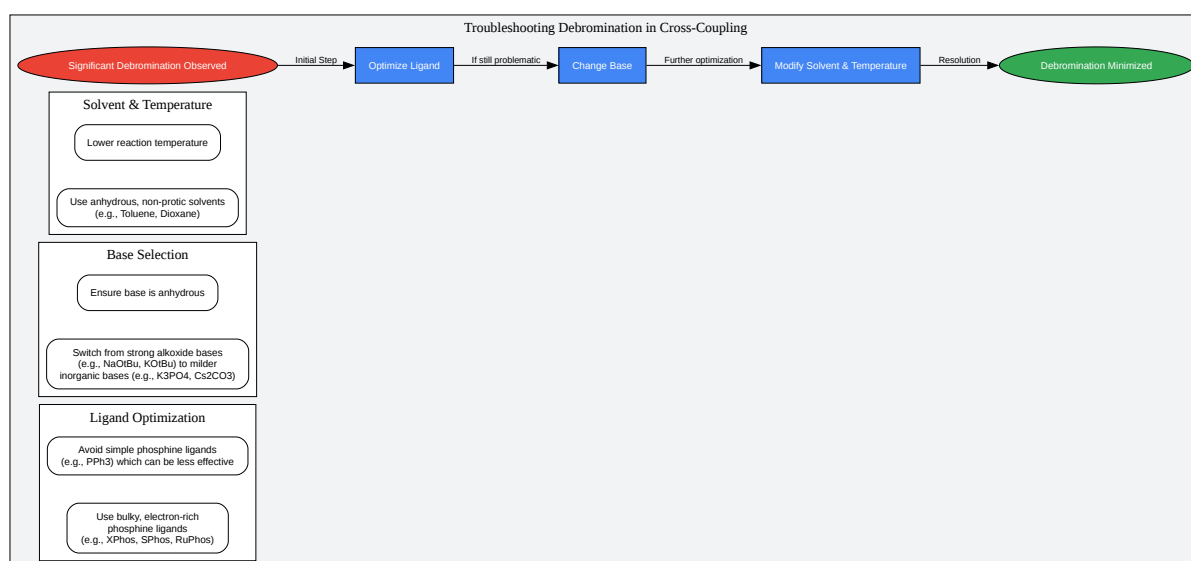 Troubleshooting Debromination in Cross-Coupling
Significant Debromination Observed
Initial Step
Optimize Ligand
If still problematic
Change Base
Further optimization
Modify Solvent & Temperature
Resolution
Debromination Minimized
Solvent & Temperature
Lower reaction temperature
Use anhydrous, non-protic solvents
(e.g., Toluene, Dioxane)
Base Selection
Ensure base is anhydrous
Switch from strong alkoxide bases
(e.g., NaOtBu, KOtBu) to milder
inorganic bases (e.g., K3PO4, Cs2CO3)
Ligand Optimization
Avoid simple phosphine ligands
(e.g., PPh3) which can be less effective
Use bulky, electron-rich
phosphine ligands
(e.g., XPhos, SPhos, RuPhos)